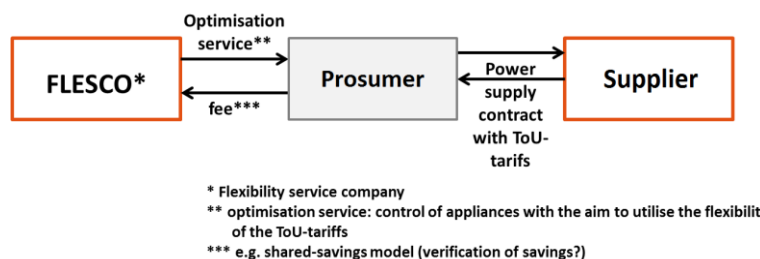 Optimisation
service**
FLESCO*
Prosumer
Supplier
fee***
Power
supply
contract
with ToU-
tarifs
* Flexibility service company
** optimisation service: control of appliances with the aim to utilise the flexibilit
of the ToU-tariffs
*** e.g. shared-savings model (verification of savings?)